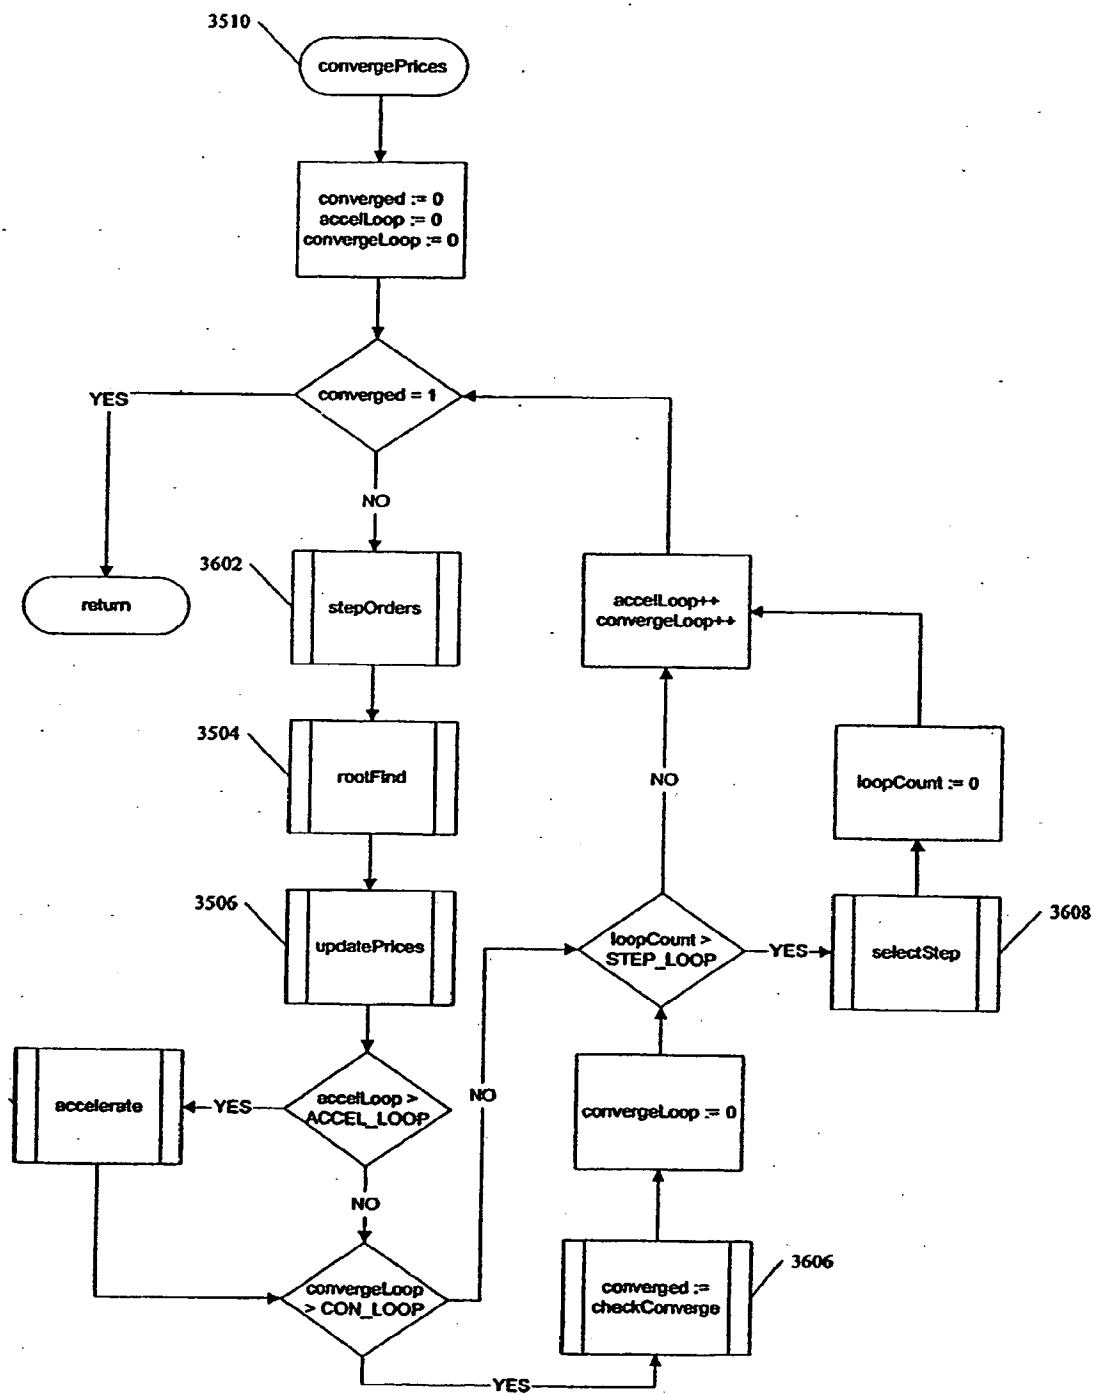 3510
convergePrices
converged := 0
accelLoop := 0
convergeLoop := 0
converged = 1
YES
NO
3602
stepOrders
return
accelLoop++
convergeLoop++
3504
rootFind
NO
loopCount := 0
3506
updatePrices
loopCount >
STEP_LOOP
YES
selectStep
3608
accelerate
YES
accelLoop >
ACCEL_LOOP
NO
convergeLoop := 0
NO
convergeLoop
> CON_LOOP
converged :=
checkConverge
3606
YES